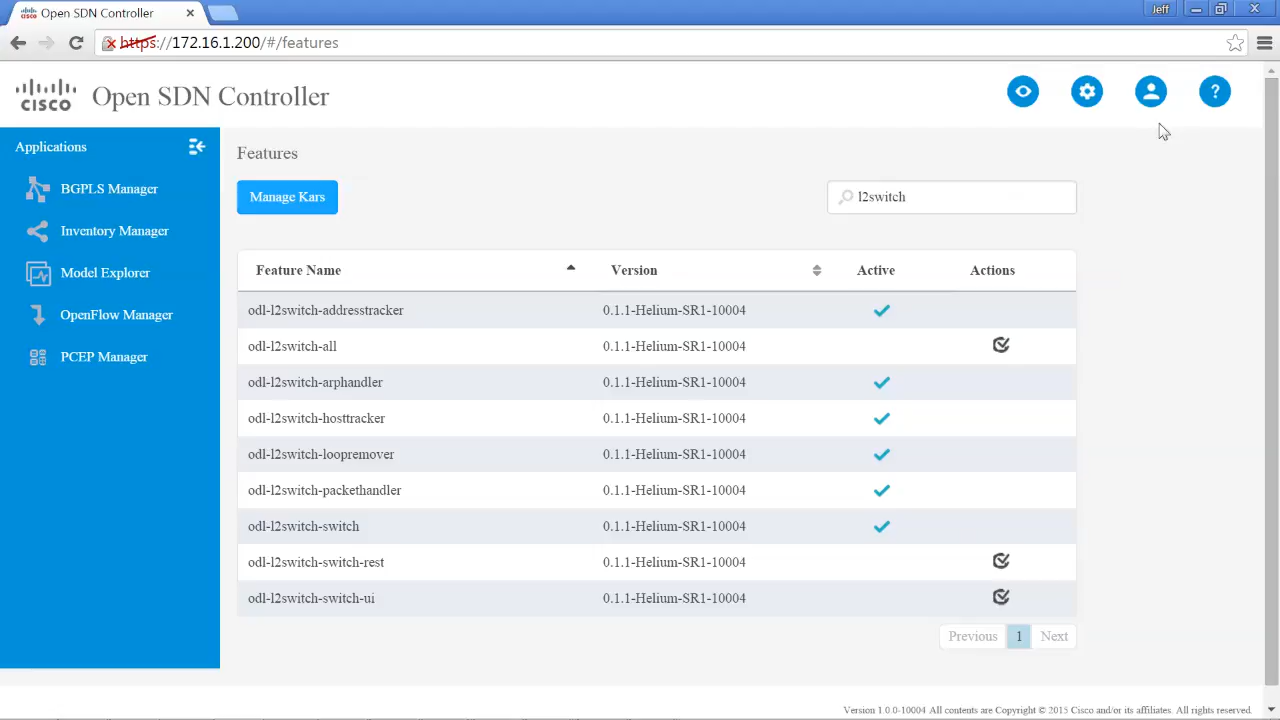 Open SDN Controller
Jeff
https://172.16.1.200/#/features
CISCO
Open SDN Controller
?
Applications
BGPLS Manager
Inventory Manager
Model Explorer
OpenFlow Manager
PCEP Manager
Features
Manage Kars
l2switch
Feature Name Version Active Actions
odl-l2switch-addresstracker 0.1.1-Helium-SR1-10004
odl-l2switch-all 0.1.1-Helium-SR1-10004
odl-l2switch-arphandler 0.1.1-Helium-SR1-10004
odl-l2switch-hosttracker 0.1.1-Helium-SR1-10004
odl-l2switch-loopremover 0.1.1-Helium-SR1-10004
odl-l2switch-packethandler 0.1.1-Helium-SR1-10004
odl-l2switch-switch 0.1.1-Helium-SR1-10004
odl-l2switch-switch-rest 0.1.1-Helium-SR1-10004
odl-l2switch-switch-ui 0.1.1-Helium-SR1-10004
Previous 1 Next
Version 1.0.0-10004 All contents are Copyright © 2015 Cisco and/or its affiliates. All rights reserved.